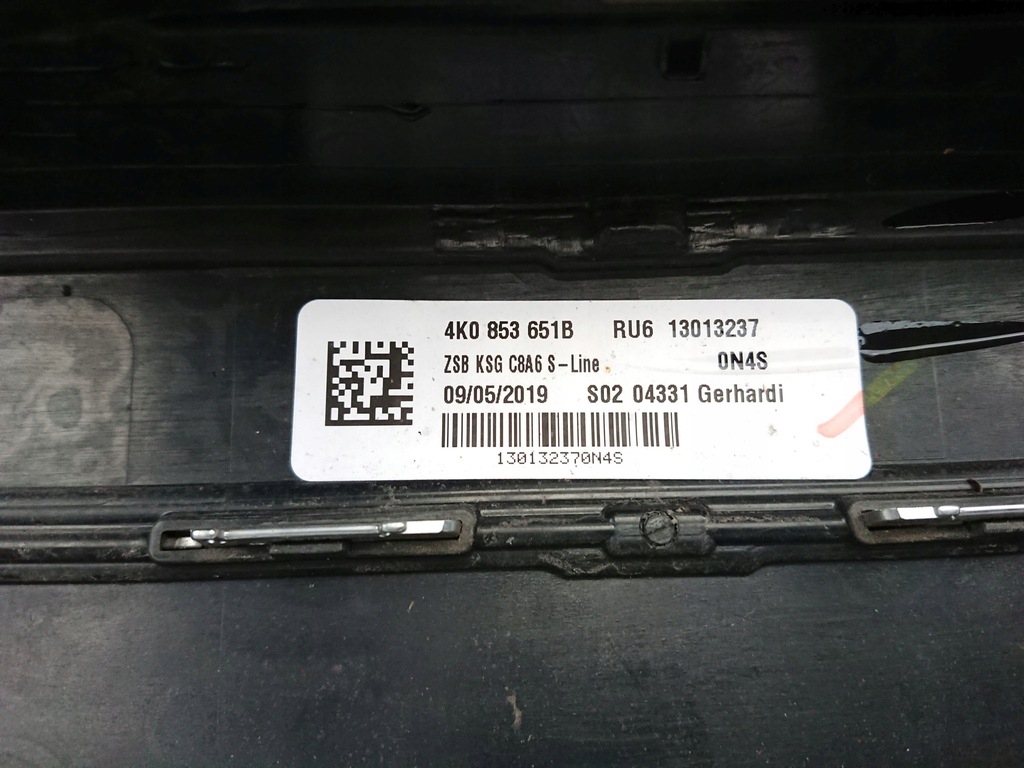 4K0 853 651B RU6 13013237
ZSB KSG C8A6 S-Line 0N4S
09/05/2019 S02 04331 Gerhardi
130132370N4S